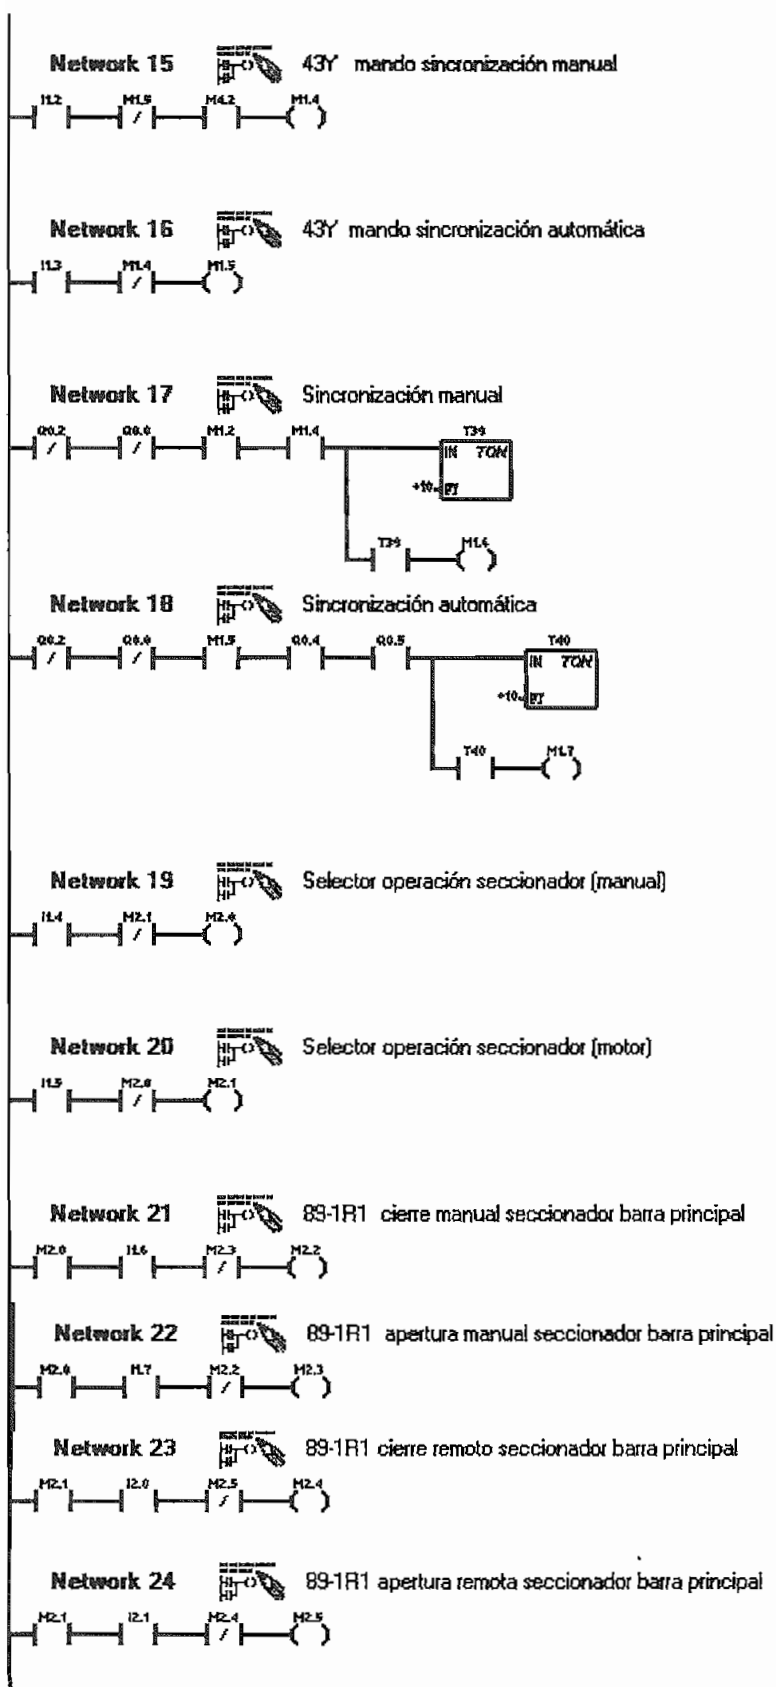 Network 15 43Y mando sincronización manual
I1.2 M1.5 M4.2 M1.4
Network 16 43Y mando sincronización automática
I1.3 M1.4 M1.5
Network 17 Sincronización manual
Q0.2 Q0.0 M1.2 M1.4 T39
IN TON
+10 PT
T39 M1.6
Network 18 Sincronización automática
Q0.2 Q0.0 M1.5 Q0.4 Q0.5 T40
IN TON
+10 PT
T40 M1.7
Network 19 Selector operación seccionador (manual)
I1.4 M2.1 M2.0
Network 20 Selector operación seccionador (motor)
I1.5 M2.0 M2.1
Network 21 89-1R1 cierre manual seccionador barra principal
M2.0 I1.6 M2.3 M2.2
Network 22 89-1R1 apertura manual seccionador barra principal
M2.0 I1.7 M2.2 M2.3
Network 23 89-1R1 cierre remoto seccionador barra principal
M2.1 I2.0 M2.5 M2.4
Network 24 89-1R1 apertura remota seccionador barra principal
M2.1 I2.1 M2.4 M2.5